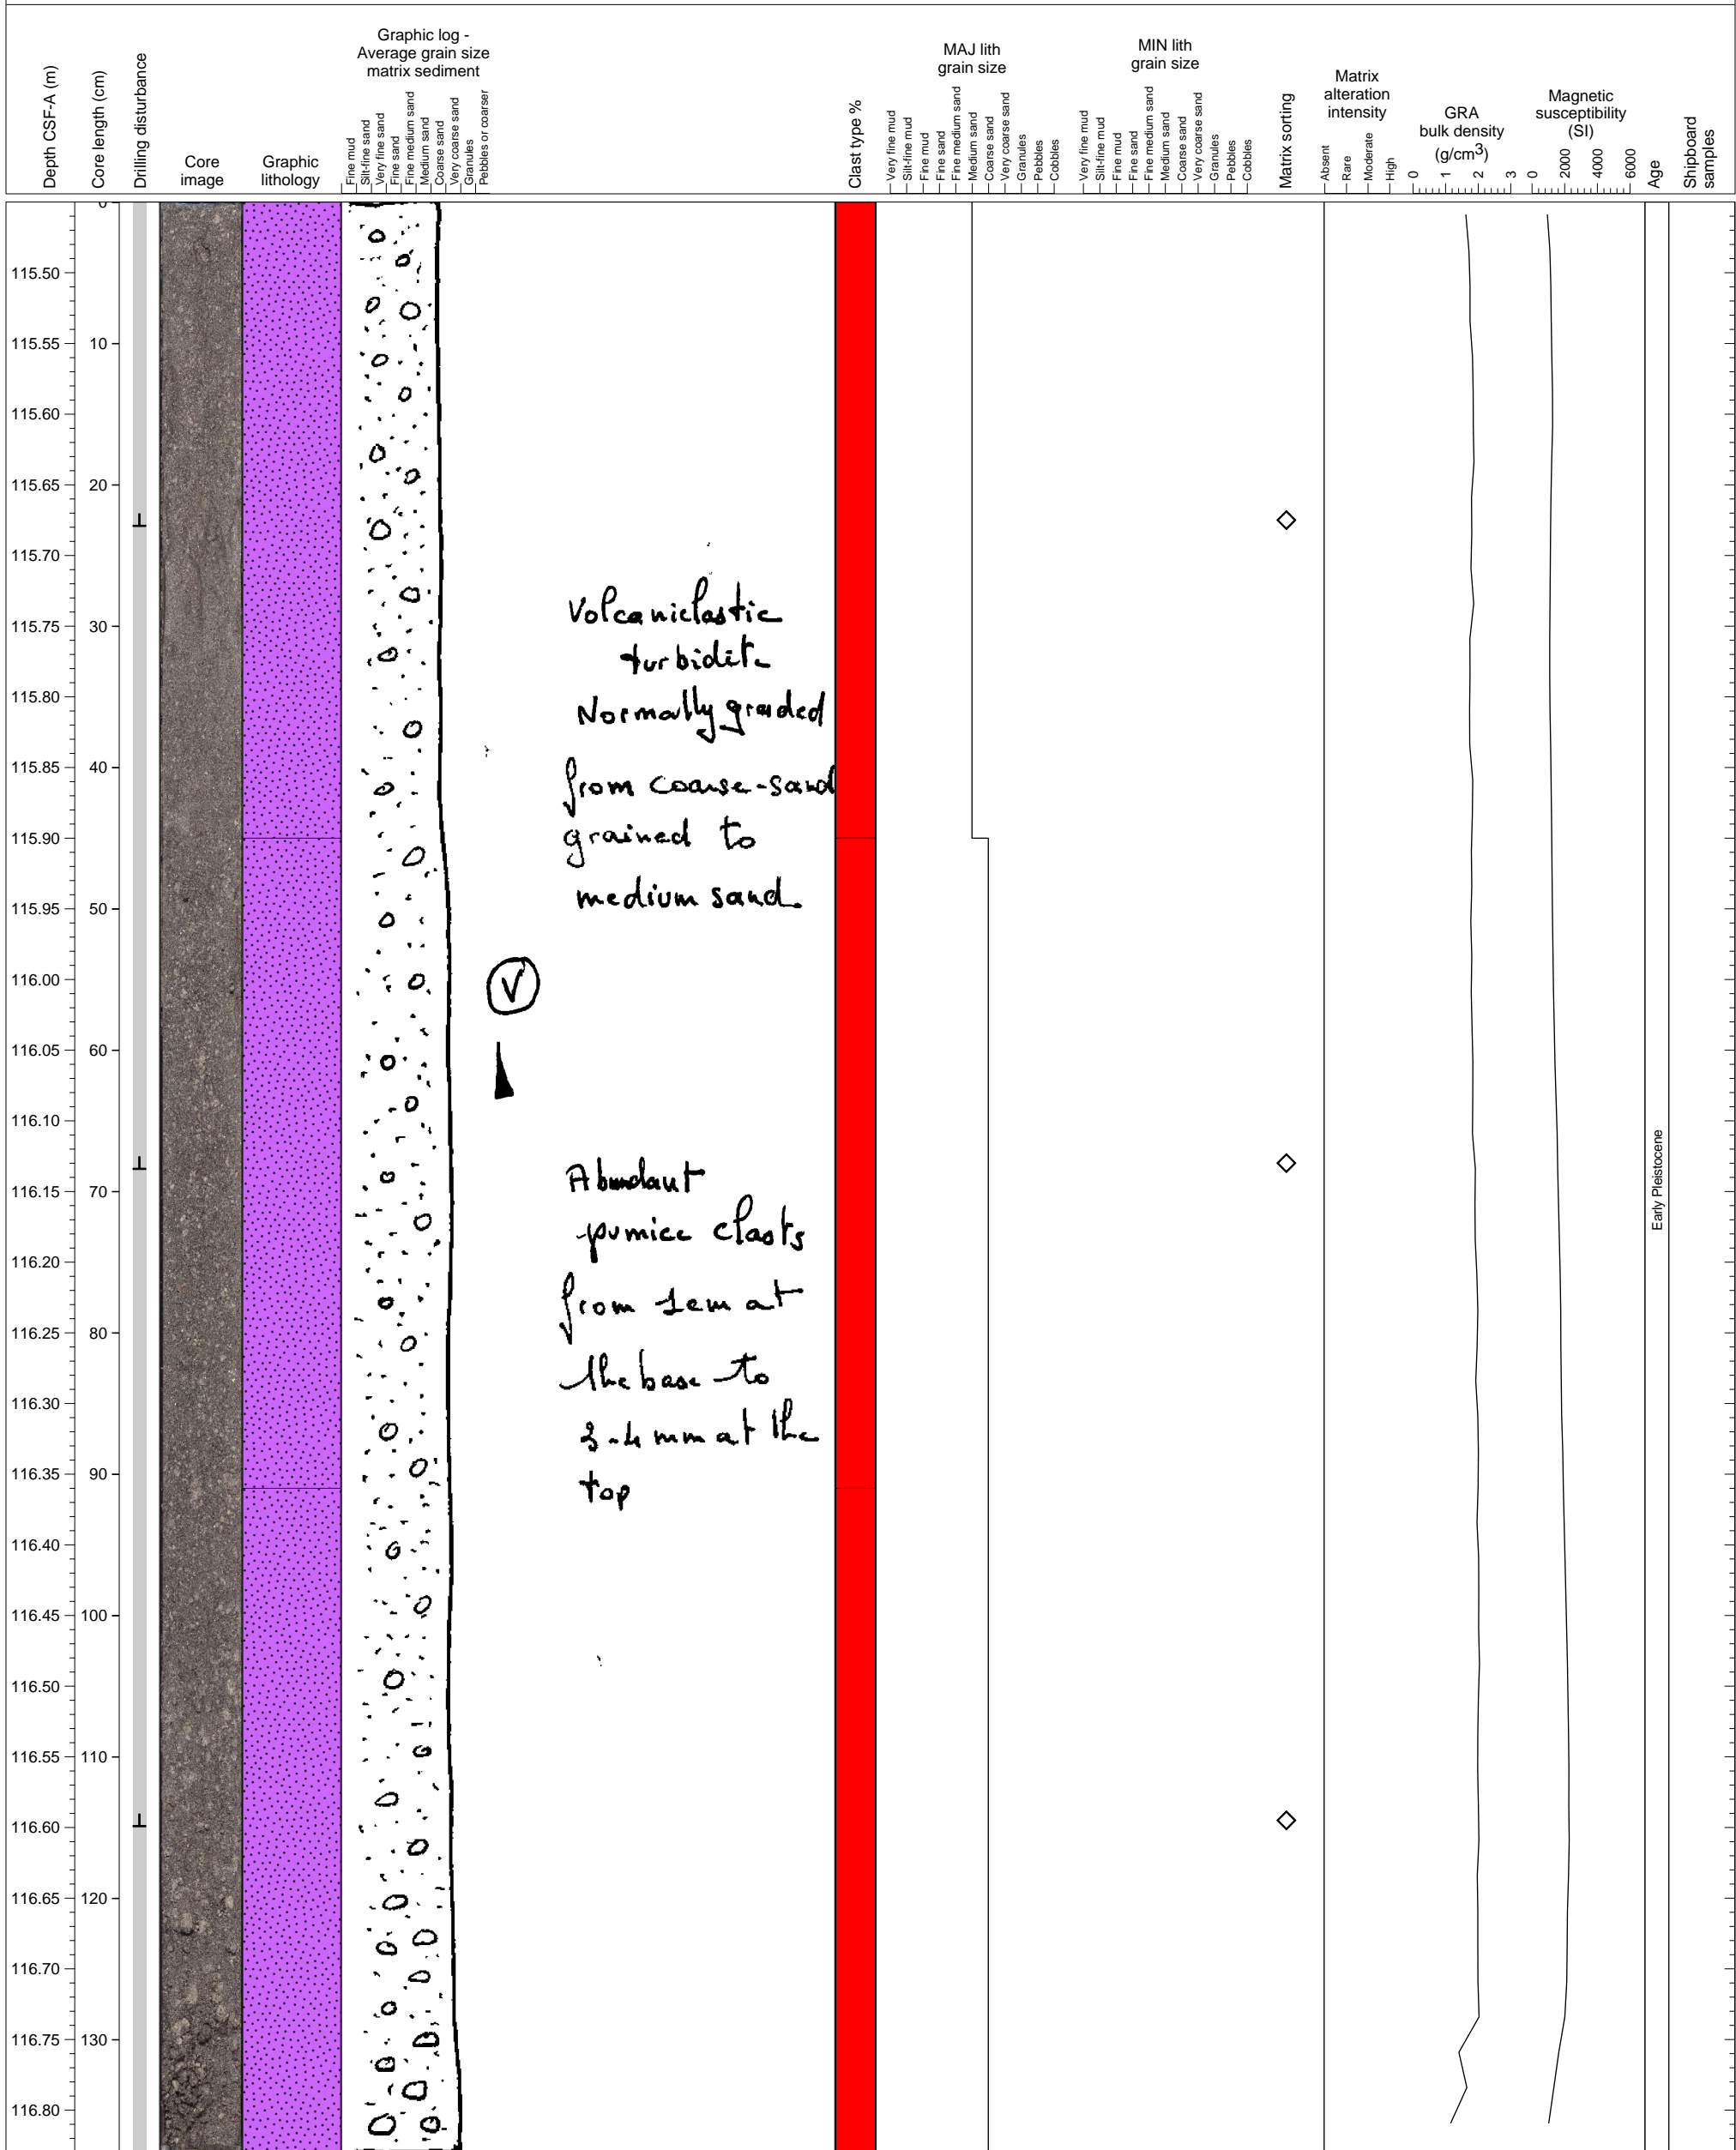 Graphic log -
Average grain size
matrix sediment
MAJ lith
grain size
MIN lith
grain size
Depth CSF-A (m)
Core length (cm)
Drilling disturbance
Core
image
Graphic
lithology
Fine mud
Silt-fine sand
Very fine sand
Fine sand
Fine medium sand
Medium sand
Coarse sand
Very coarse sand
Granules
Pebbles or coarser
Clast type %
Very fine mud
Silt-fine mud
Fine mud
Fine sand
Fine medium sand
Medium sand
Coarse sand
Very coarse sand
Granules
Pebbles
Cobbles
Very fine mud
Silt-fine mud
Fine mud
Fine sand
Fine medium sand
Medium sand
Coarse sand
Very coarse sand
Granules
Pebbles
Cobbles
Matrix sorting
Matrix
alteration
intensity
Absent
Rare
Moderate
High
GRA
bulk density
(g/cm3)
0 1 2 3
Magnetic
susceptibility
(SI)
0 2000 4000 6000
Age
Shipboard
samples
0
115.50
115.55 10
115.60
115.65 20
115.70
115.75 30
115.80
115.85 40
115.90
115.95 50
116.00
116.05 60
116.10
116.15 70
116.20
116.25 80
116.30
116.35 90
116.40
116.45 100
116.50
116.55 110
116.60
116.65 120
116.70
116.75 130
116.80
Volcaniclastic
turbidite
Normally graded
from coarse-sand
grained to
medium sand.
V
Abundant
pumice clasts
from 1cm at
the base to
3-4 mm at the
top
Early Pleistocene